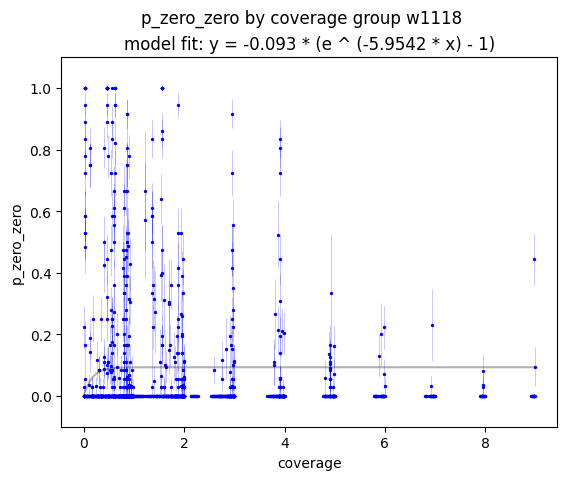 p_zero_zero by coverage group w1118
model fit: y = -0.093 * (e ^ (-5.9542 * x) - 1)
p_zero_zero
1.0
0.8
0.6
0.4
0.2
0.0
0 2 4 6 8
coverage